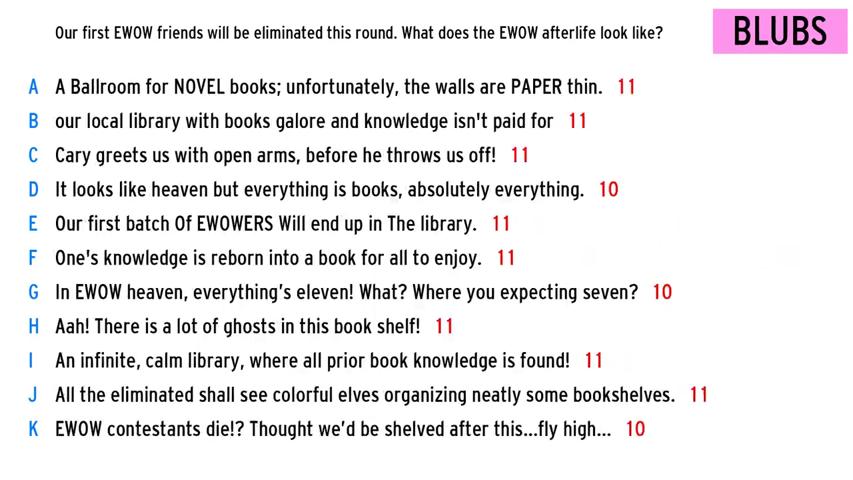 Our first EWOW friends will be eliminated this round. What does the EWOW afterlife look like?
BLUBS
A A Ballroom for NOVEL books; unfortunately, the walls are PAPER thin. 11
B our local library with books galore and knowledge isn't paid for 11
C Cary greets us with open arms, before he throws us off! 11
D It looks like heaven but everything is books, absolutely everything. 10
E Our first batch Of EWOWERS Will end up in The library. 11
F One's knowledge is reborn into a book for all to enjoy. 11
G In EWOW heaven, everything’s eleven! What? Where you expecting seven? 10
H Aah! There is a lot of ghosts in this book shelf! 11
I An infinite, calm library, where all prior book knowledge is found! 11
J All the eliminated shall see colorful elves organizing neatly some bookshelves. 11
K EWOW contestants die!? Thought we’d be shelved after this...fly high... 10